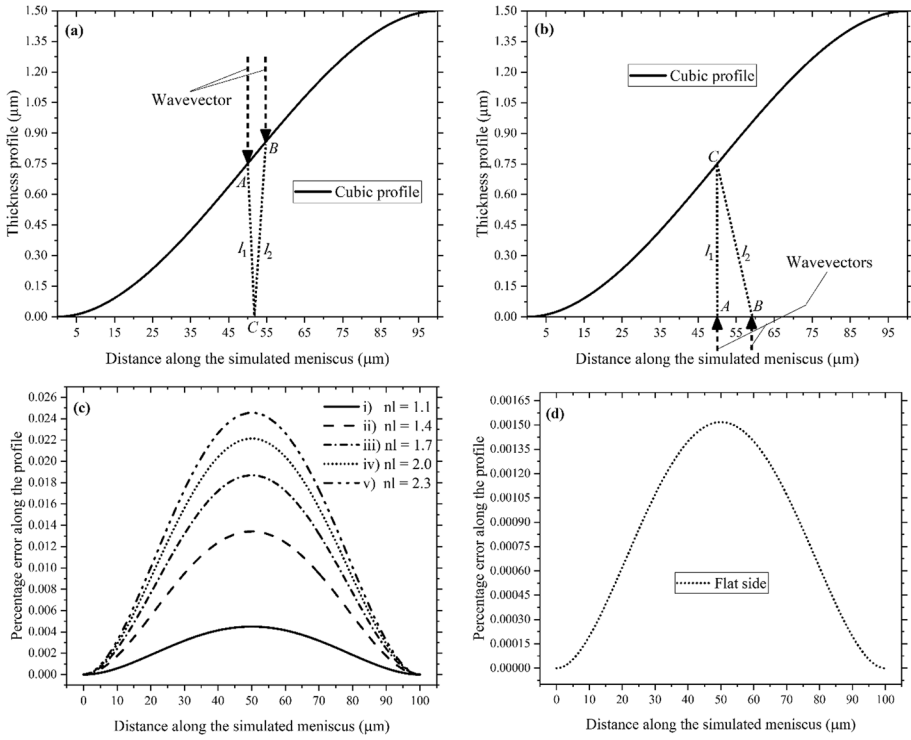 (a)
Wavevector
A
B
l1
l2
C
Cubic profile
Thickness profile (μm)
1.50
1.35
1.20
1.05
0.90
0.75
0.60
0.45
0.30
0.15
0.00
5 15 25 35 45 55 65 75 85 95
Distance along the simulated meniscus (μm)
(b)
Cubic profile
C
l1
l2
Wavevectors
A
B
Thickness profile (μm)
1.50
1.35
1.20
1.05
0.90
0.75
0.60
0.45
0.30
0.15
0.00
5 15 25 35 45 55 65 75 85 95
Distance along the simulated meniscus (μm)
(c)
i) nl = 1.1
ii) nl = 1.4
iii) nl = 1.7
iv) nl = 2.0
v) nl = 2.3
Percentage error along the profile
0.026
0.024
0.022
0.020
0.018
0.016
0.014
0.012
0.010
0.008
0.006
0.004
0.002
0.000
0 10 20 30 40 50 60 70 80 90 100
Distance along the simulated meniscus (μm)
(d)
Flat side
Percentage error along the profile
0.00165
0.00150
0.00135
0.00120
0.00105
0.00090
0.00075
0.00060
0.00045
0.00030
0.00015
0.00000
0 10 20 30 40 50 60 70 80 90 100
Distance along the simulated meniscus (μm)